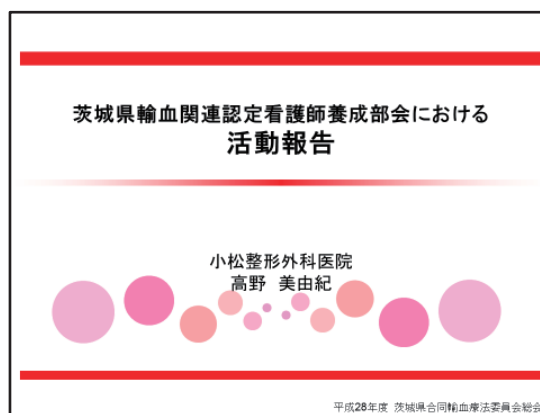 茨城県輸血関連認定看護師養成部会における
活動報告
小松整形外科医院
高野 美由紀
平成28年度 茨城県合同輸血療法委員会総会